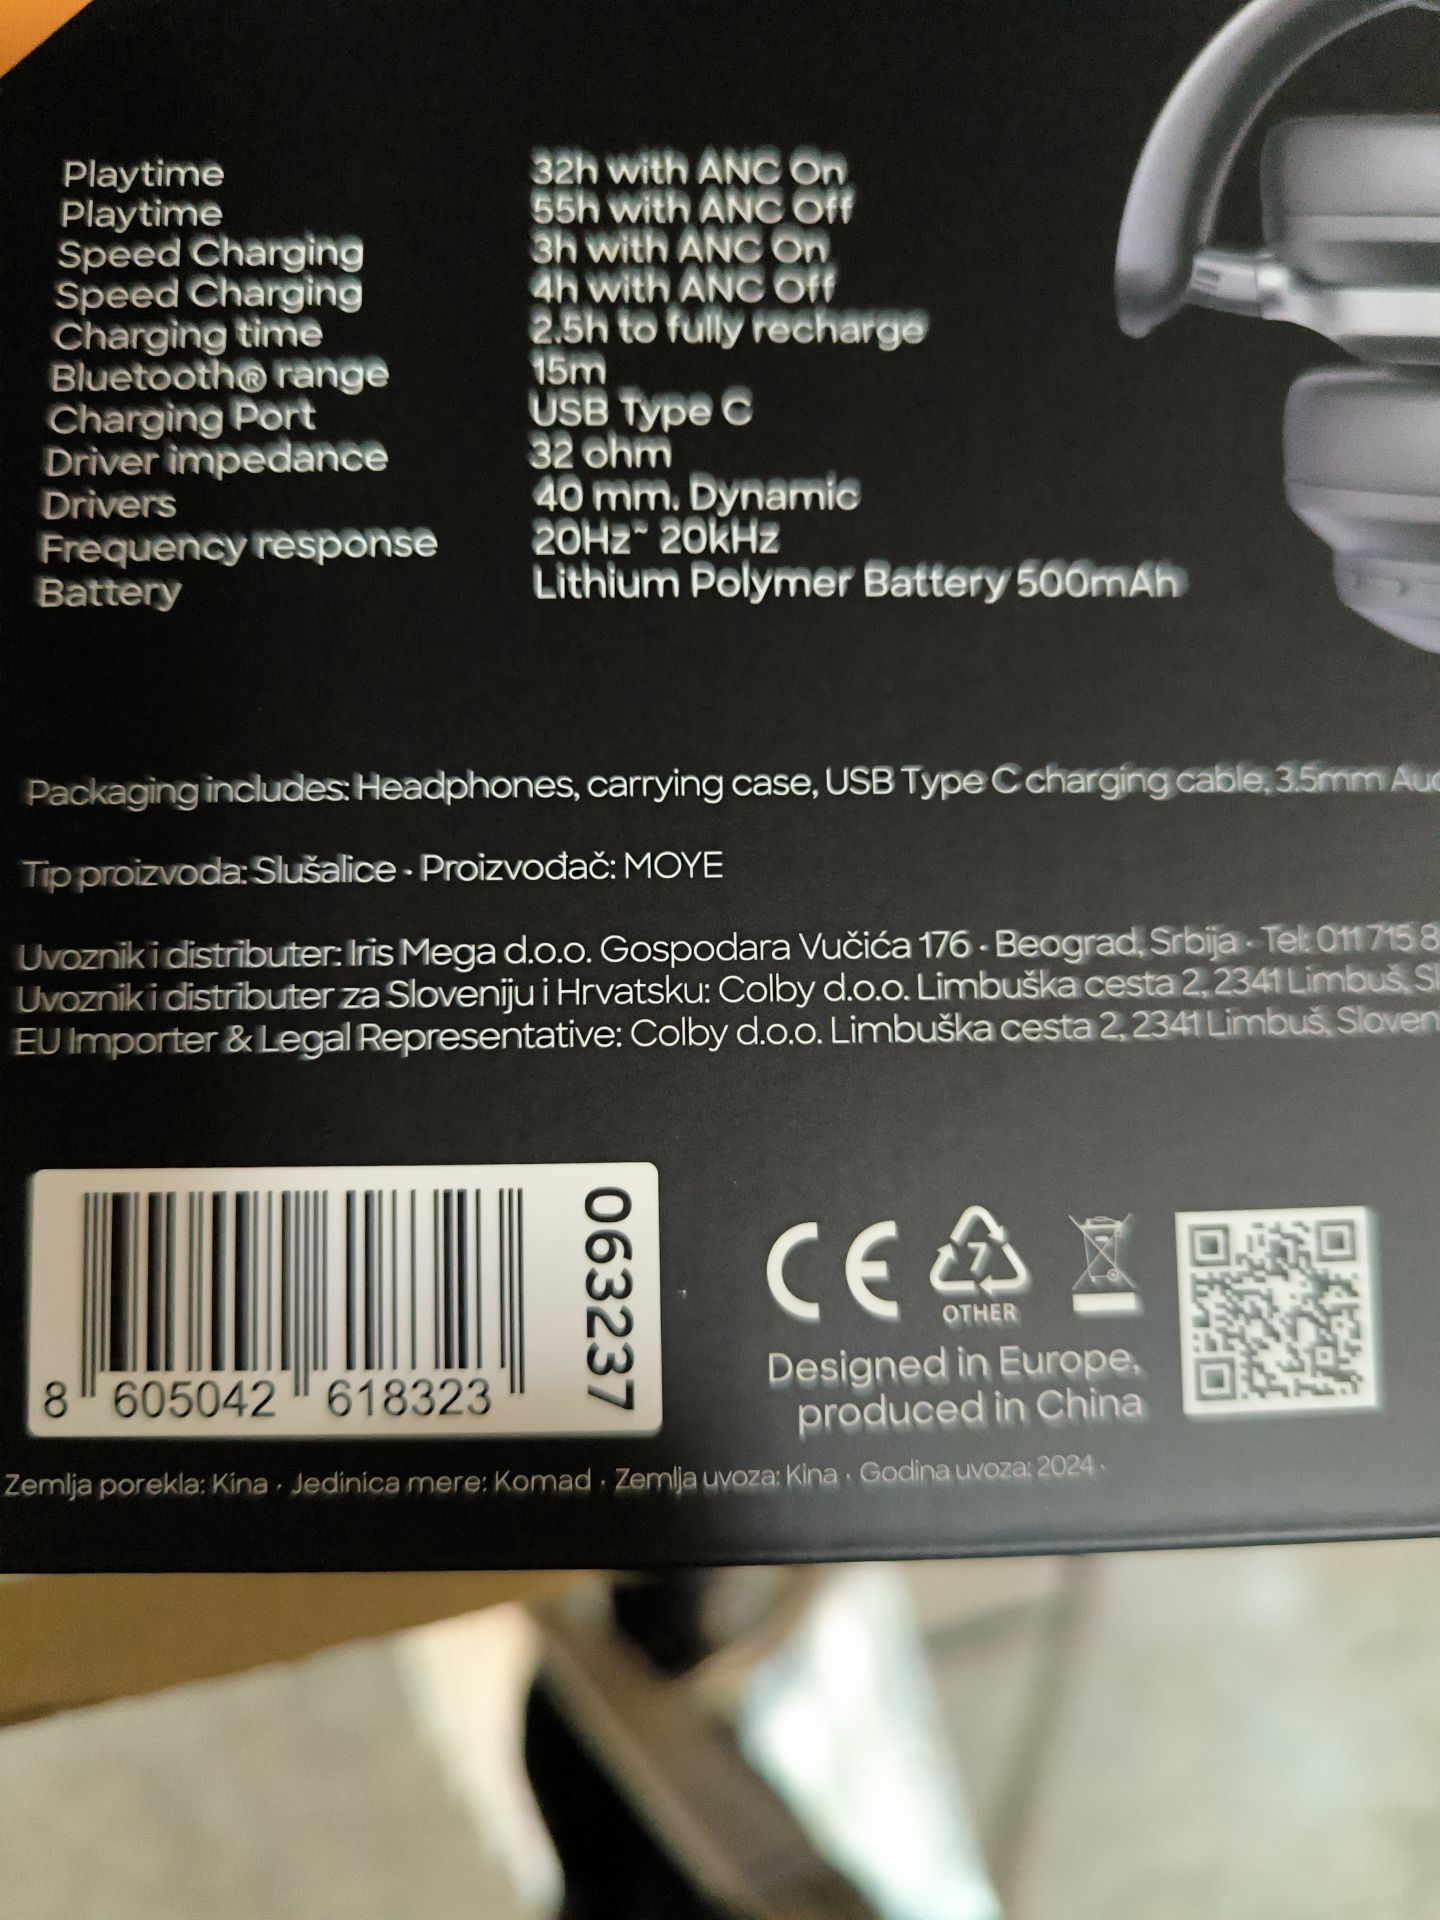 Playtime 32h with ANC On
Playtime 55h with ANC Off
Speed Charging 3h with ANC On
Speed Charging 4h with ANC Off
Charging time 2.5h to fully recharge
Bluetooth® range 15m
Charging Port USB Type C
Driver impedance 32 ohm
Drivers 40 mm. Dynamic
Frequency response 20Hz~ 20kHz
Battery Lithium Polymer Battery 500mAh
Packaging includes: Headphones, carrying case, USB Type C charging cable, 3.5mm
Tip proizvoda: Slušalice • Proizvođač: MOYE
Uvoznik i distributer: Iris Mega d.o.o. Gospodara Vučića 176 • Beograd, Srbija • Tel: 011 715 8
Uvoznik i distributer za Sloveniju i Hrvatsku: Colby d.o.o. Limbuška cesta 2, 2341 Limbuš,
EU Importer & Legal Representative: Colby d.o.o. Limbuška cesta 2, 2341 Limbuš,
8 605042 618323
063237
CE
7
OTHER
Designed in Europe,
produced in China
Zemlja porekla: Kina • Jedinica mere: Komad • Zemlja uvoza: Kina • Godina uvoza: 2024 •